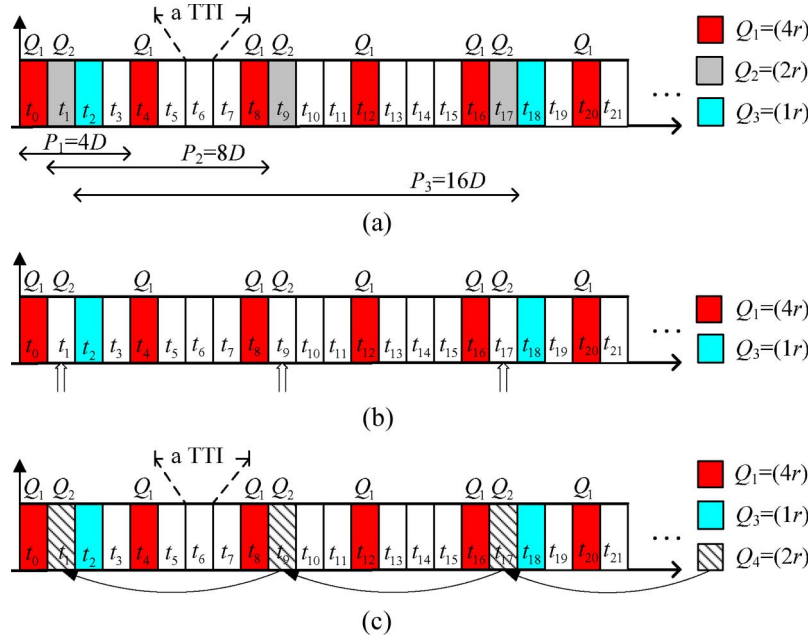 a TTI
Q₁ Q₂ Q₁ Q₁ Q₂ Q₁ Q₁ Q₂ Q₁
Q₁=(4r)
Q₂=(2r)
Q₃=(1r)
t₀ t₁ t₂ t₃ t₄ t₅ t₆ t₇ t₈ t₉ t₁₀ t₁₁ t₁₂ t₁₃ t₁₄ t₁₅ t₁₆ t₁₇ t₁₈ t₁₉ t₂₀ t₂₁ ...
P₁=4D
P₂=8D
P₃=16D
(a)
Q₁ Q₂ Q₁ Q₁ Q₂ Q₁ Q₁ Q₂ Q₁
Q₁=(4r)
Q₃=(1r)
t₀ t₁ t₂ t₃ t₄ t₅ t₆ t₇ t₈ t₉ t₁₀ t₁₁ t₁₂ t₁₃ t₁₄ t₁₅ t₁₆ t₁₇ t₁₈ t₁₉ t₂₀ t₂₁ ...
(b)
a TTI
Q₁ Q₂ Q₁ Q₁ Q₂ Q₁ Q₁ Q₂ Q₁
Q₁=(4r)
Q₃=(1r)
Q₄=(2r)
t₀ t₁ t₂ t₃ t₄ t₅ t₆ t₇ t₈ t₉ t₁₀ t₁₁ t₁₂ t₁₃ t₁₄ t₁₅ t₁₆ t₁₇ t₁₈ t₁₉ t₂₀ t₂₁ ...
(c)